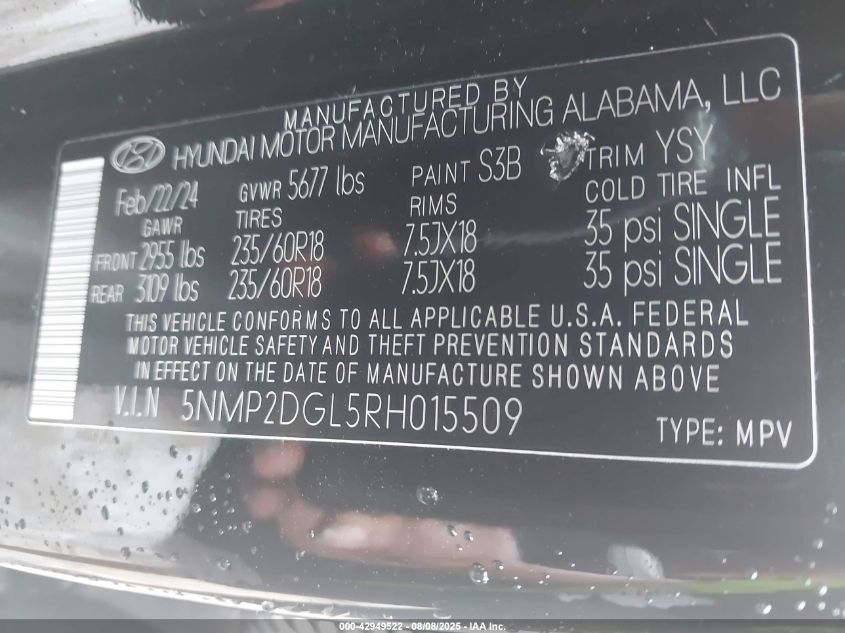 MANUFACTURED BY
HYUNDAI MOTOR MANUFACTURING ALABAMA, LLC
Feb/22/24 GVWR 5677 lbs PAINT S3B TRIM YSY
GAWR TIRES RIMS COLD TIRE INFL
FRONT 2955 lbs 235/60R18 7.5JX18 35 psi SINGLE
REAR 3109 lbs 235/60R18 7.5JX18 35 psi SINGLE
THIS VEHICLE CONFORMS TO ALL APPLICABLE U.S.A. FEDERAL
MOTOR VEHICLE SAFETY AND THEFT PREVENTION STANDARDS
IN EFFECT ON THE DATE OF MANUFACTURE SHOWN ABOVE
V.I.N 5NMP2DGL5RH015509
TYPE: MPV
000-42949522 - 08/08/2025 - IAA Inc.